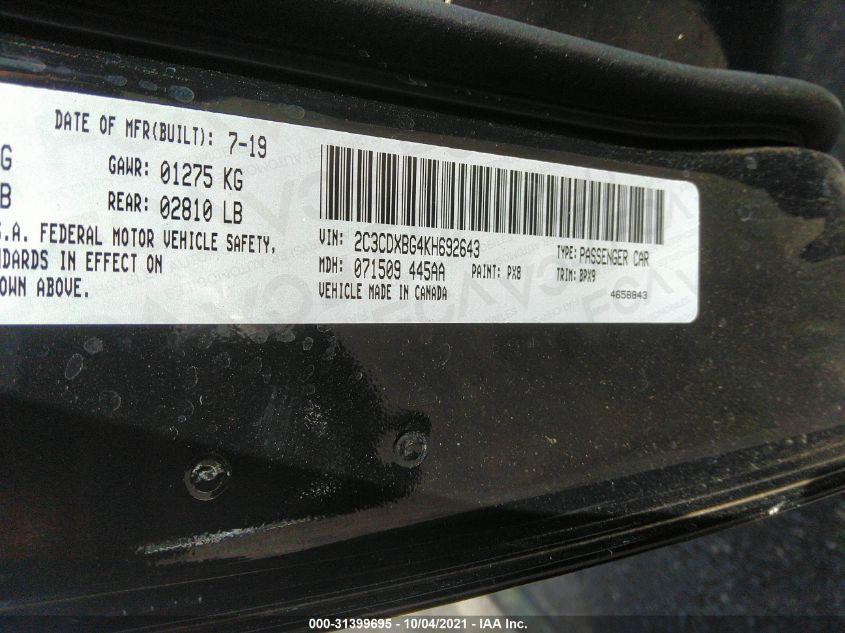 DATE OF MFR(BUILT): 7-19
G GAWR: 01275 KG
B REAR: 02810 LB
S.A. FEDERAL MOTOR VEHICLE SAFETY,
NDARDS IN EFFECT ON
OWN ABOVE.
VIN: 2C3CDXBG4KH692643 TYPE: PASSENGER CAR
MDH: 071509 445AA PAINT: PX8 TRIM: BPX9
VEHICLE MADE IN CANADA 4658843
000-31399695 - 10/04/2021 - IAA Inc.